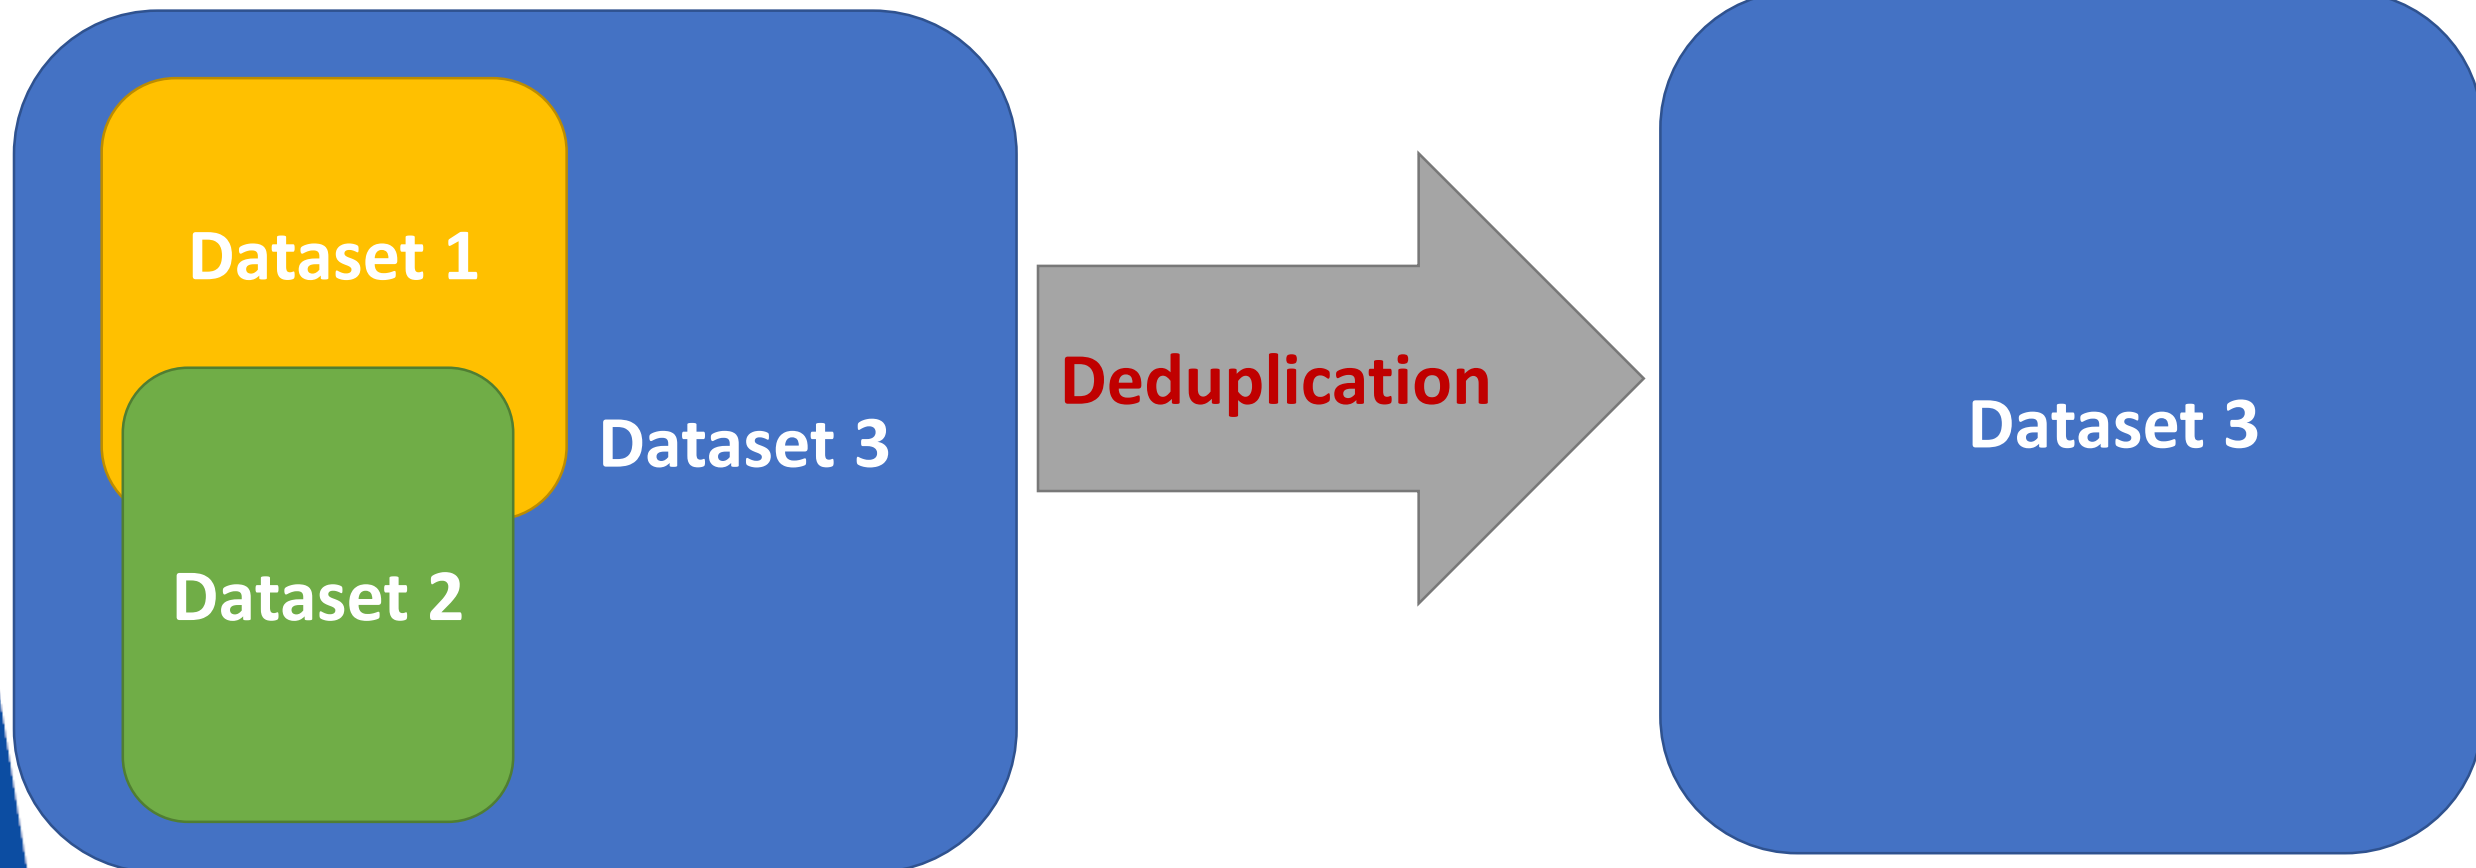 Dataset 1
Dataset 3
Dataset 2
Deduplication
Dataset 3